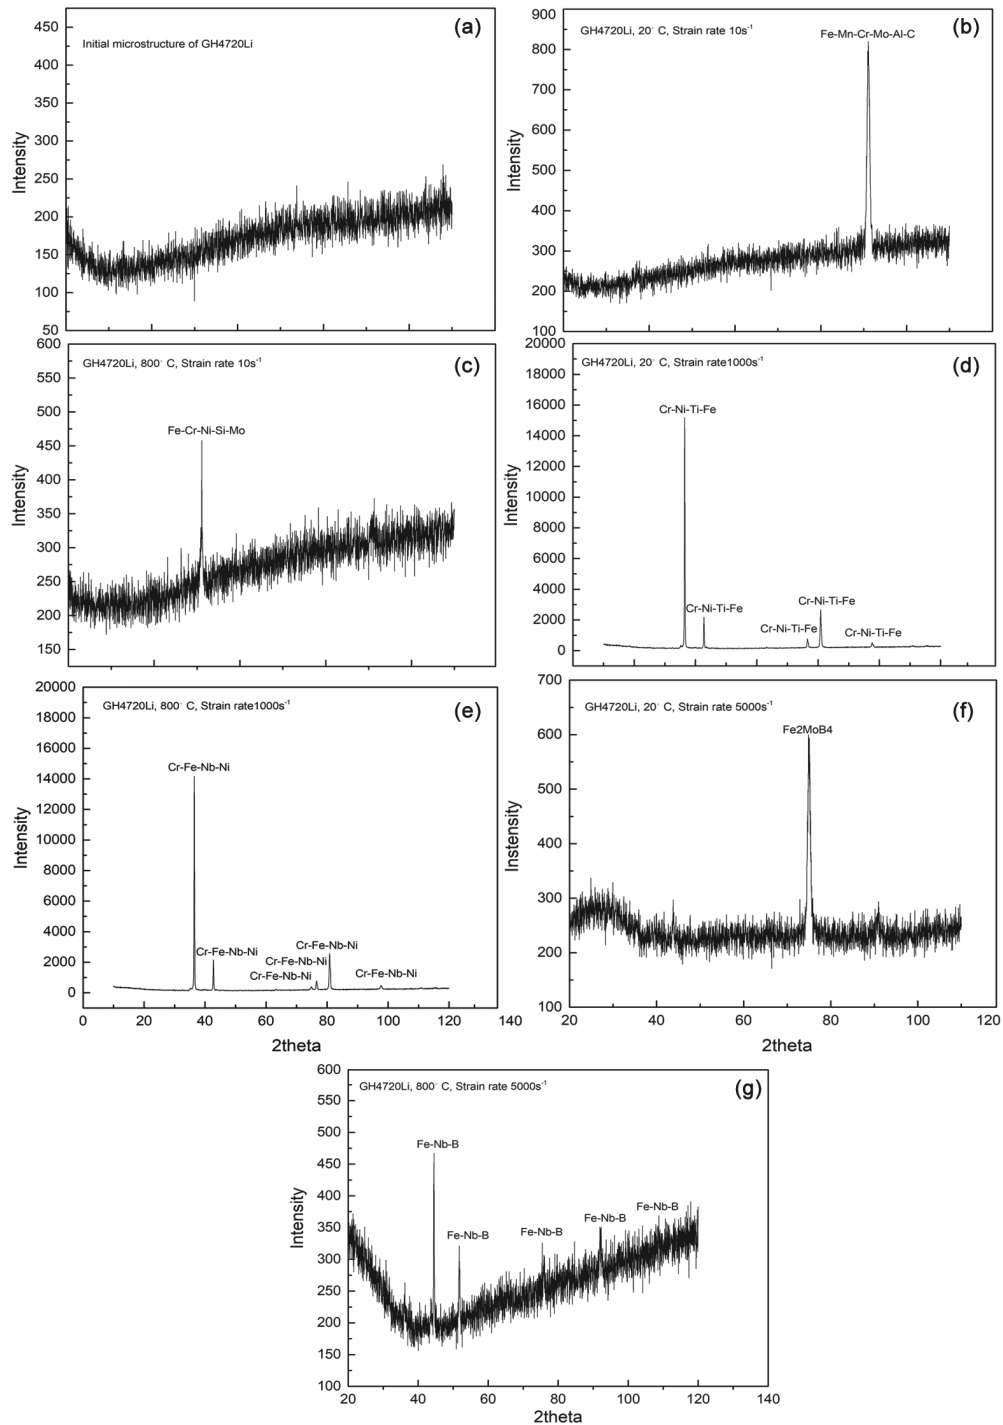 (a)
Initial microstructure of GH4720Li
450
400
350
300
250
200
150
100
50
Intensity
(b)
GH4720Li, 20° C, Strain rate 10s⁻¹
Fe-Mn-Cr-Mo-Al-C
900
800
700
600
500
400
300
200
100
Intensity
(c)
GH4720Li, 800° C, Strain rate 10s⁻¹
Fe-Cr-Ni-Si-Mo
600
550
500
450
400
350
300
250
200
150
Intensity
(d)
GH4720Li, 20° C, Strain rate1000s⁻¹
Cr-Ni-Ti-Fe
Cr-Ni-Ti-Fe
Cr-Ni-Ti-Fe
Cr-Ni-Ti-Fe
Cr-Ni-Ti-Fe
20000
18000
16000
14000
12000
10000
8000
6000
4000
2000
0
Intensity
(e)
GH4720Li, 800° C, Strain rate1000s⁻¹
Cr-Fe-Nb-Ni
Cr-Fe-Nb-Ni
Cr-Fe-Nb-Ni
Cr-Fe-Nb-Ni
Cr-Fe-Nb-Ni
Cr-Fe-Nb-Ni
20000
18000
16000
14000
12000
10000
8000
6000
4000
2000
0
Intensity
0 20 40 60 80 100 120 140
2theta
(f)
GH4720Li, 20° C, Strain rate 5000s⁻¹
Fe2MoB4
700
600
500
400
300
200
100
Instensity
20 40 60 80 100 120
2theta
(g)
GH4720Li, 800° C, Strain rate 5000s⁻¹
Fe-Nb-B
Fe-Nb-B
Fe-Nb-B
Fe-Nb-B
Fe-Nb-B
600
550
500
450
400
350
300
250
200
150
100
Intensity
20 40 60 80 100 120 140
2theta